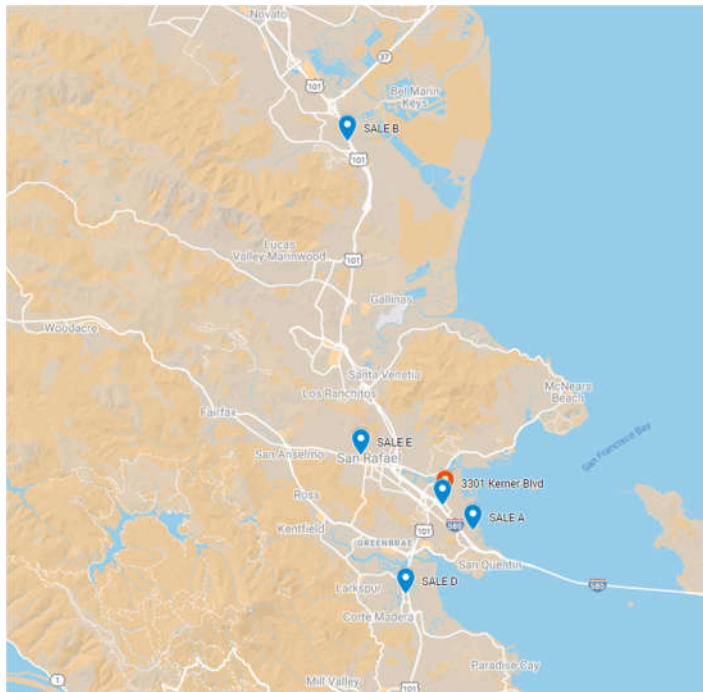 Novato
101
37
Bel Marin
Keys
SALE B
101
Lucas
Valley-Marinwood
101
Gallinas
Woodacre
Santa Venetia
Los Ranchitos
McNears
Beach
Fairfax
San Francisco Bay
SALE E
San Anselmo
San Rafael
3301 Kerner Blvd
Ross
SALE A
Kentfield
101
580
GREENBRAE
San Quentin
SALE D
580
Larkspur
Corte Madera
Paradise Cay
1
Mill Valley
101